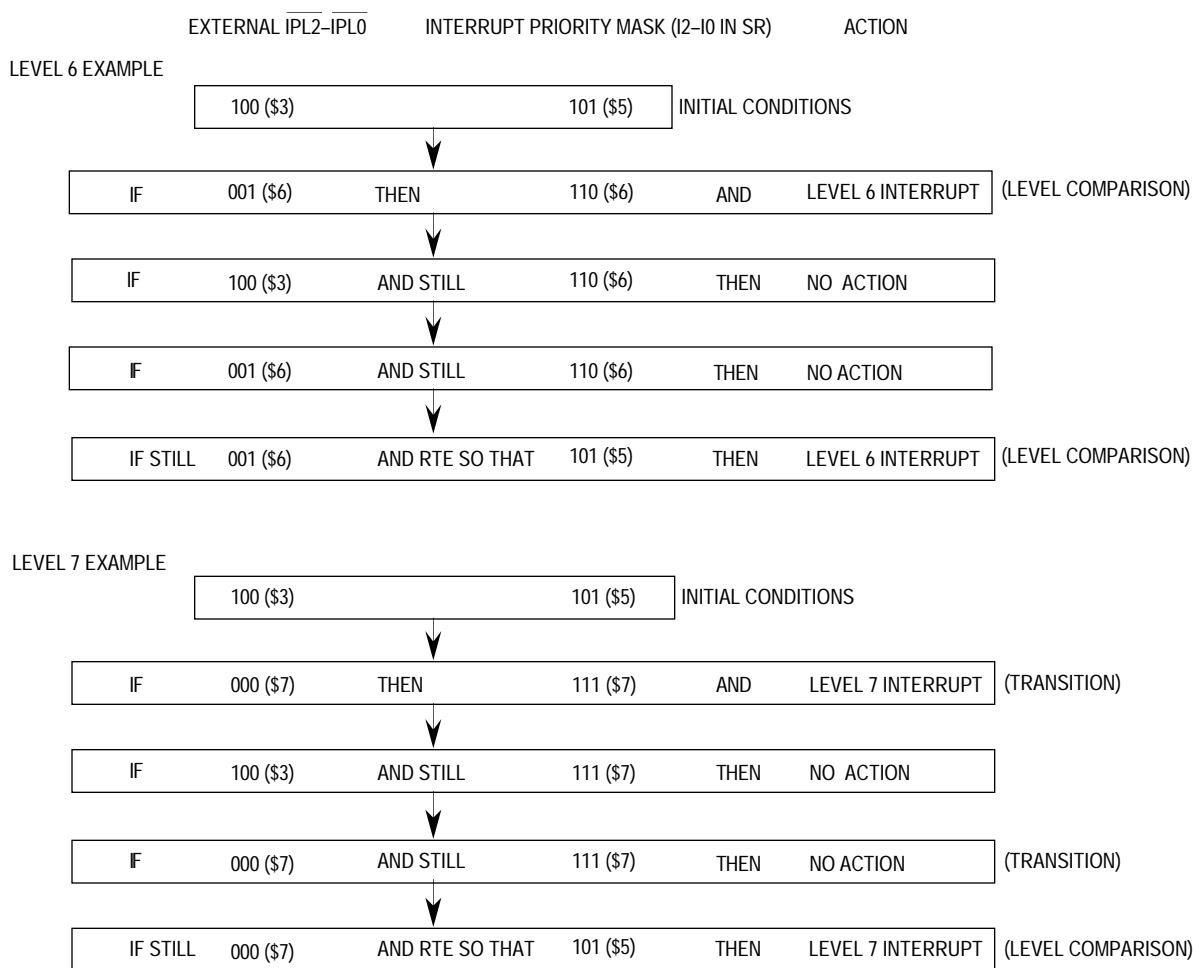 EXTERNAL IPL2–IPL0 INTERRUPT PRIORITY MASK (I2–I0 IN SR) ACTION
LEVEL 6 EXAMPLE
100 ($3) 101 ($5) INITIAL CONDITIONS
IF 001 ($6) THEN 110 ($6) AND LEVEL 6 INTERRUPT (LEVEL COMPARISON)
IF 100 ($3) AND STILL 110 ($6) THEN NO ACTION
IF 001 ($6) AND STILL 110 ($6) THEN NO ACTION
IF STILL 001 ($6) AND RTE SO THAT 101 ($5) THEN LEVEL 6 INTERRUPT (LEVEL COMPARISON)
LEVEL 7 EXAMPLE
100 ($3) 101 ($5) INITIAL CONDITIONS
IF 000 ($7) THEN 111 ($7) AND LEVEL 7 INTERRUPT (TRANSITION)
IF 100 ($3) AND STILL 111 ($7) THEN NO ACTION
IF 000 ($7) AND STILL 111 ($7) THEN NO ACTION (TRANSITION)
IF STILL 000 ($7) AND RTE SO THAT 101 ($5) THEN LEVEL 7 INTERRUPT (LEVEL COMPARISON)